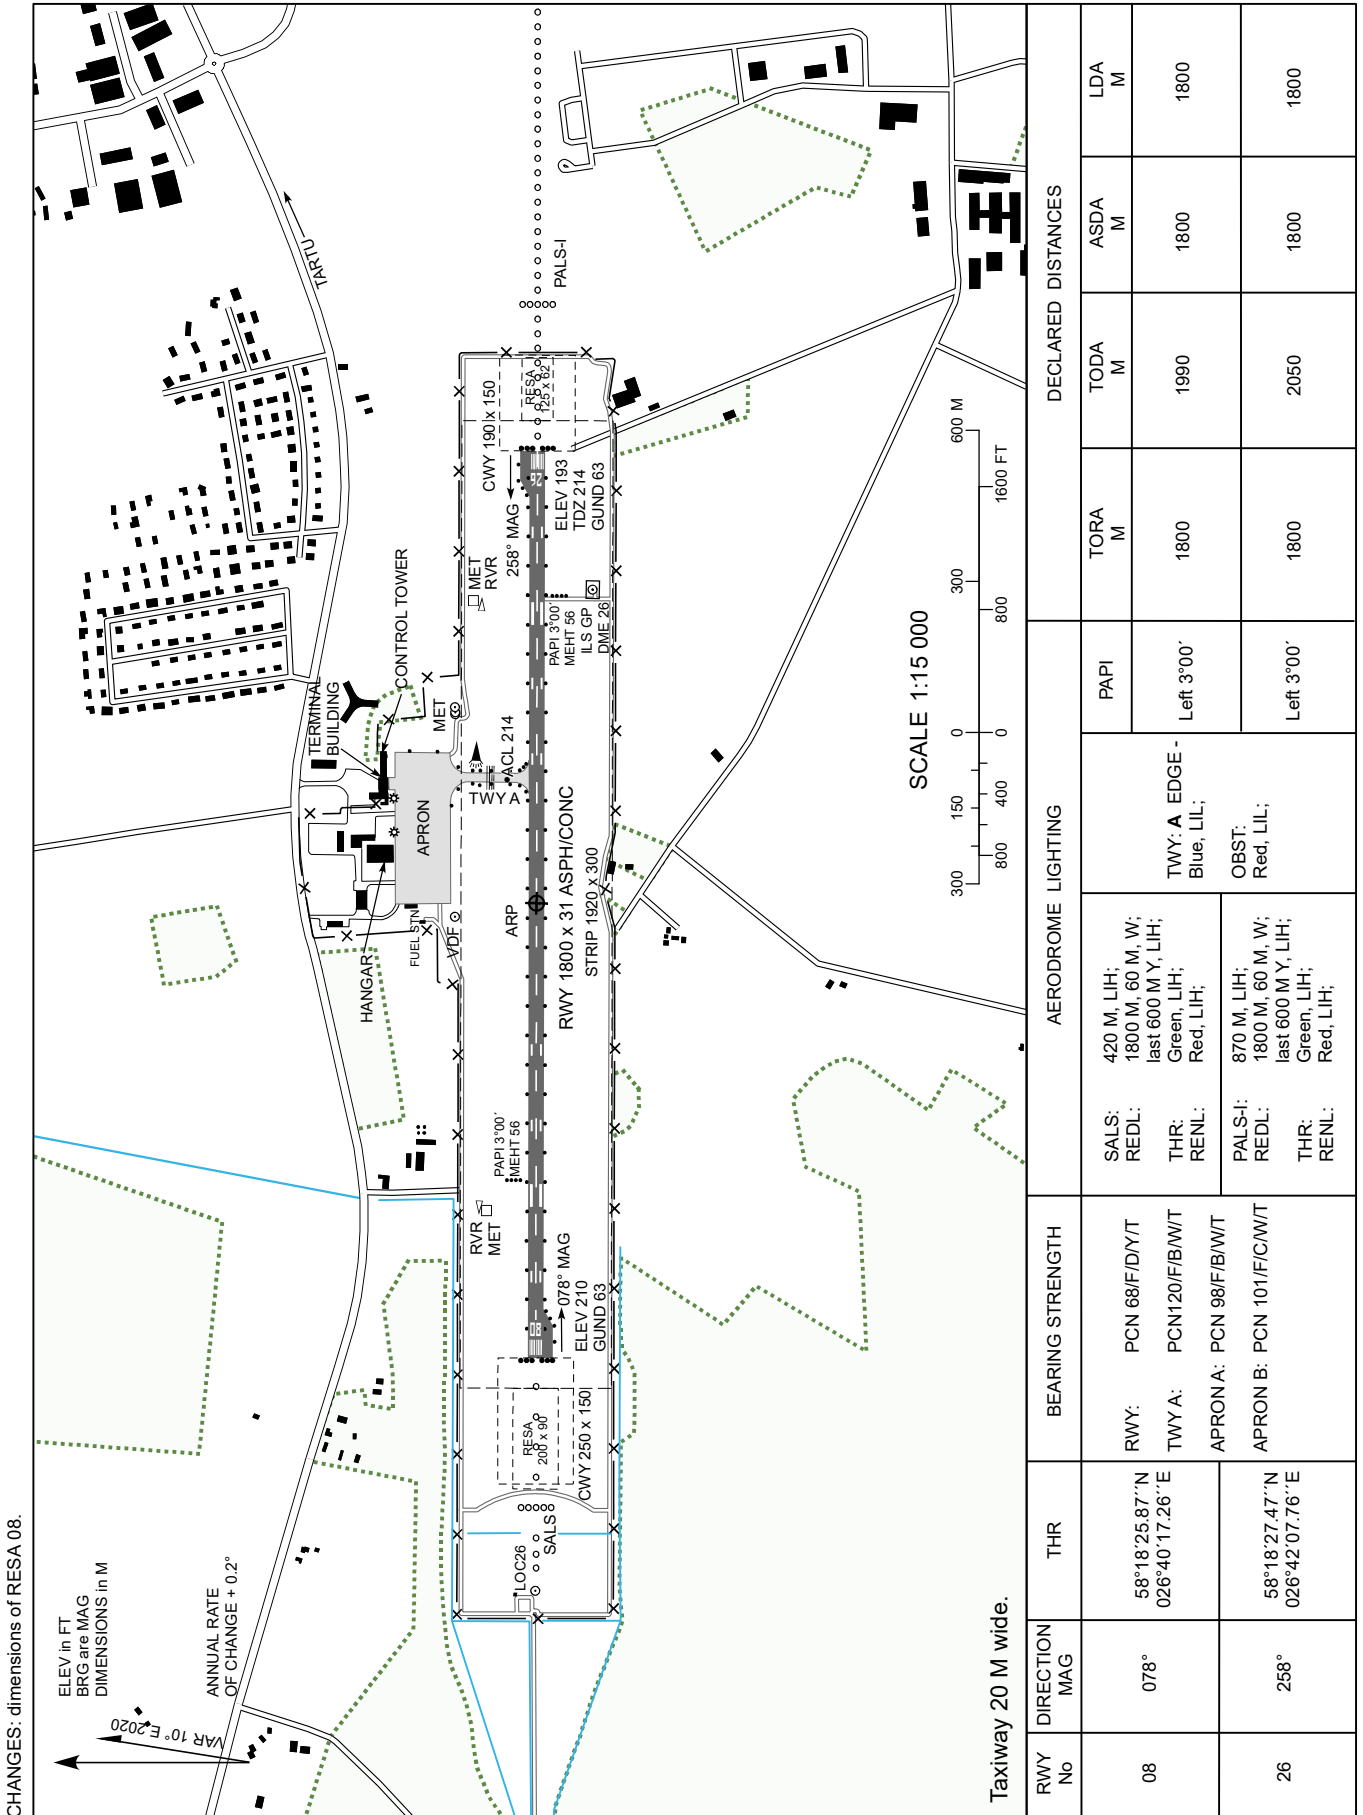 CHANGES: dimensions of RESA 08.
ELEV in FT
BRG are MAG
DIMENSIONS in M
VAR 10° E 2020
ANNUAL RATE
OF CHANGE + 0.2°
TARTU
TERMINAL
BUILDING
CONTROL TOWER
HANGAR
FUEL STN
APRON
VDF
MET
TWY A
ACL 214
RVR
MET
MET
RVR
PAPI 3°00´
MEHT 56
ARP
258° MAG
CWY 190 x 150
RESA
125 x 62
PALS-I
LOC26
SALS
RESA
200 x 90
CWY 250 x 150
08
26
078° MAG
ELEV 210
GUND 63
RWY 1800 x 31 ASPH/CONC
STRIP 1920 x 300
PAPI 3°00´
MEHT 56
ILS GP
DME 26
ELEV 193
TDZ 214
GUND 63
SCALE 1:15 000
300 150 0 300 600 M
800 400 0 800 1600 FT
Taxiway 20 M wide.
RWY
No
DIRECTION
MAG
THR
BEARING STRENGTH
AERODROME LIGHTING
PAPI
DECLARED DISTANCES
TORA
M
TODA
M
ASDA
M
LDA
M
08
078°
58°18´25.87´´N
026°40´17.26´´E
26
258°
58°18´27.47´´N
026°42´07.76´´E
RWY: PCN 68/F/D/Y/T
TWY A: PCN120/F/B/W/T
APRON A: PCN 98/F/B/W/T
APRON B: PCN 101/F/C/W/T
SALS: 420 M, LIH;
REDL: 1800 M, 60 M, W;
last 600 M Y, LIH;
THR: Green, LIH;
RENL: Red, LIH;
PALS-I: 870 M, LIH;
REDL: 1800 M, 60 M, W;
last 600 M Y, LIH;
THR: Green, LIH;
RENL: Red, LIH;
TWY: A EDGE -
Blue, LIL;
OBST:
Red, LIL;
Left 3°00´
1800
1990
1800
1800
Left 3°00´
1800
2050
1800
1800